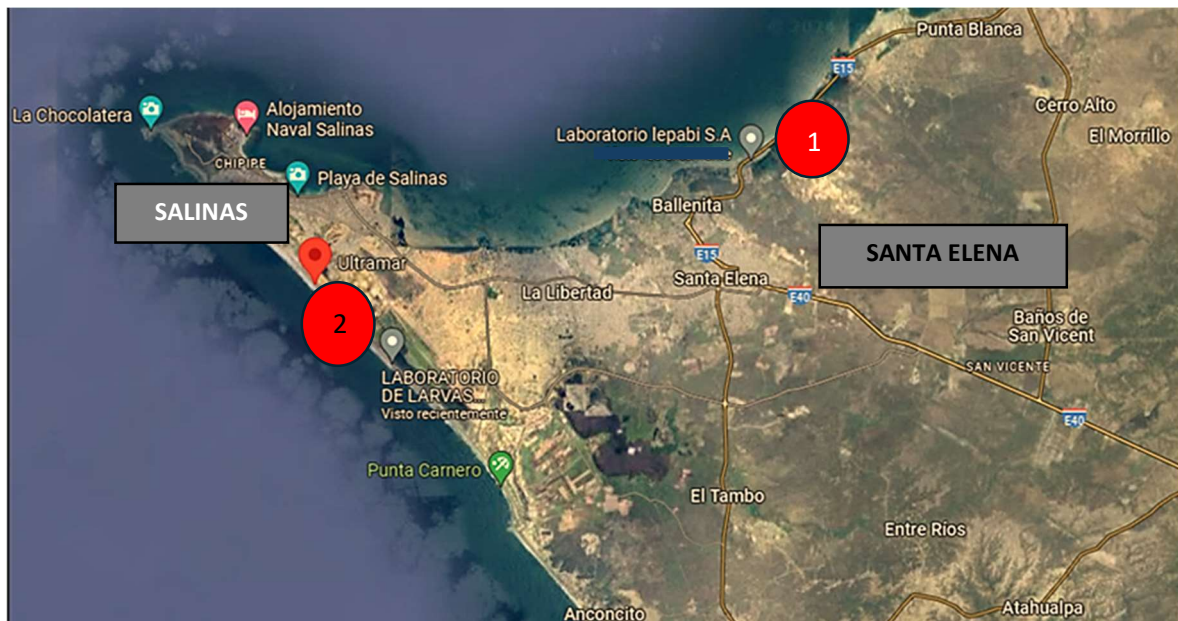 Punta Blanca
E15
La Chocolatera
Alojamiento
Naval Salinas
Cerro Alto
Laboratorio lepabi S.A
1
El Morrillo
CHIPIPE
Playa de Salinas
SALINAS
Ballenita
SANTA ELENA
E15
Ultramar
Santa Elena
La Libertad
E40
2
Baños de
San Vicent
SAN VICENTE
LABORATORIO
DE LARVAS...
Visto recientemente
E40
Punta Carnero
El Tambo
Entre Ríos
Anconcito
Atahualpa